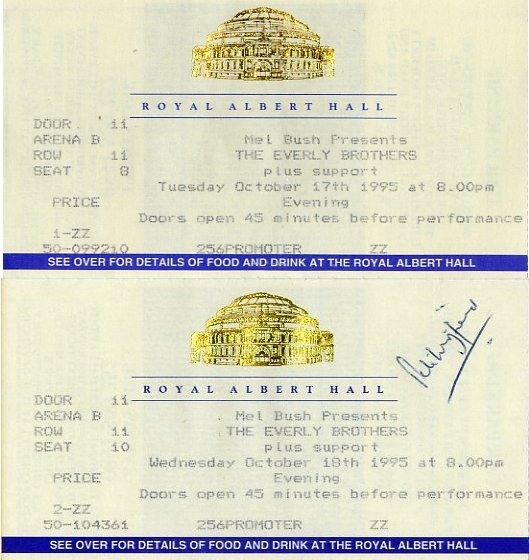 ROYAL ALBERT HALL
DOOR. 11
ARENA B Mel Bush Presents
ROW 11 THE EVERLY BROTHERS
SEAT 8 plus support
Tuesday October 17th 1995 at 8.00pm
PRICE Evening
Doors open 45 minutes before performance
1-ZZ
50-099210 256PROMOTER ZZ
SEE OVER FOR DETAILS OF FOOD AND DRINK AT THE ROYAL ALBERT HALL
ROYAL ALBERT HALL
DOOR 11
ARENA B Mel Bush Presents
ROW 11 THE EVERLY BROTHERS
SEAT 10 plus support
Wednesday October 18th 1995 at 8.00pm
PRICE Evening
Doors open 45 minutes before performance
2-ZZ
50-104361 256PROMOTER ZZ
SEE OVER FOR DETAILS OF FOOD AND DRINK AT THE ROYAL ALBERT HALL